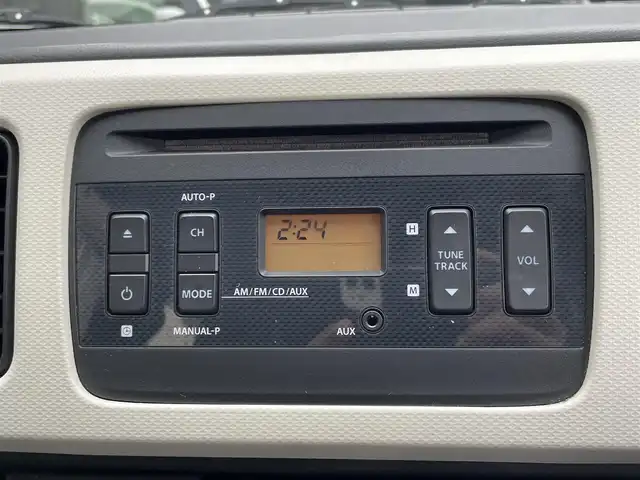 AUTO-P
CH
2:24
H
TUNE
TRACK
VOL
MODE
AM/FM/CD/AUX
M
C
MANUAL-P
AUX